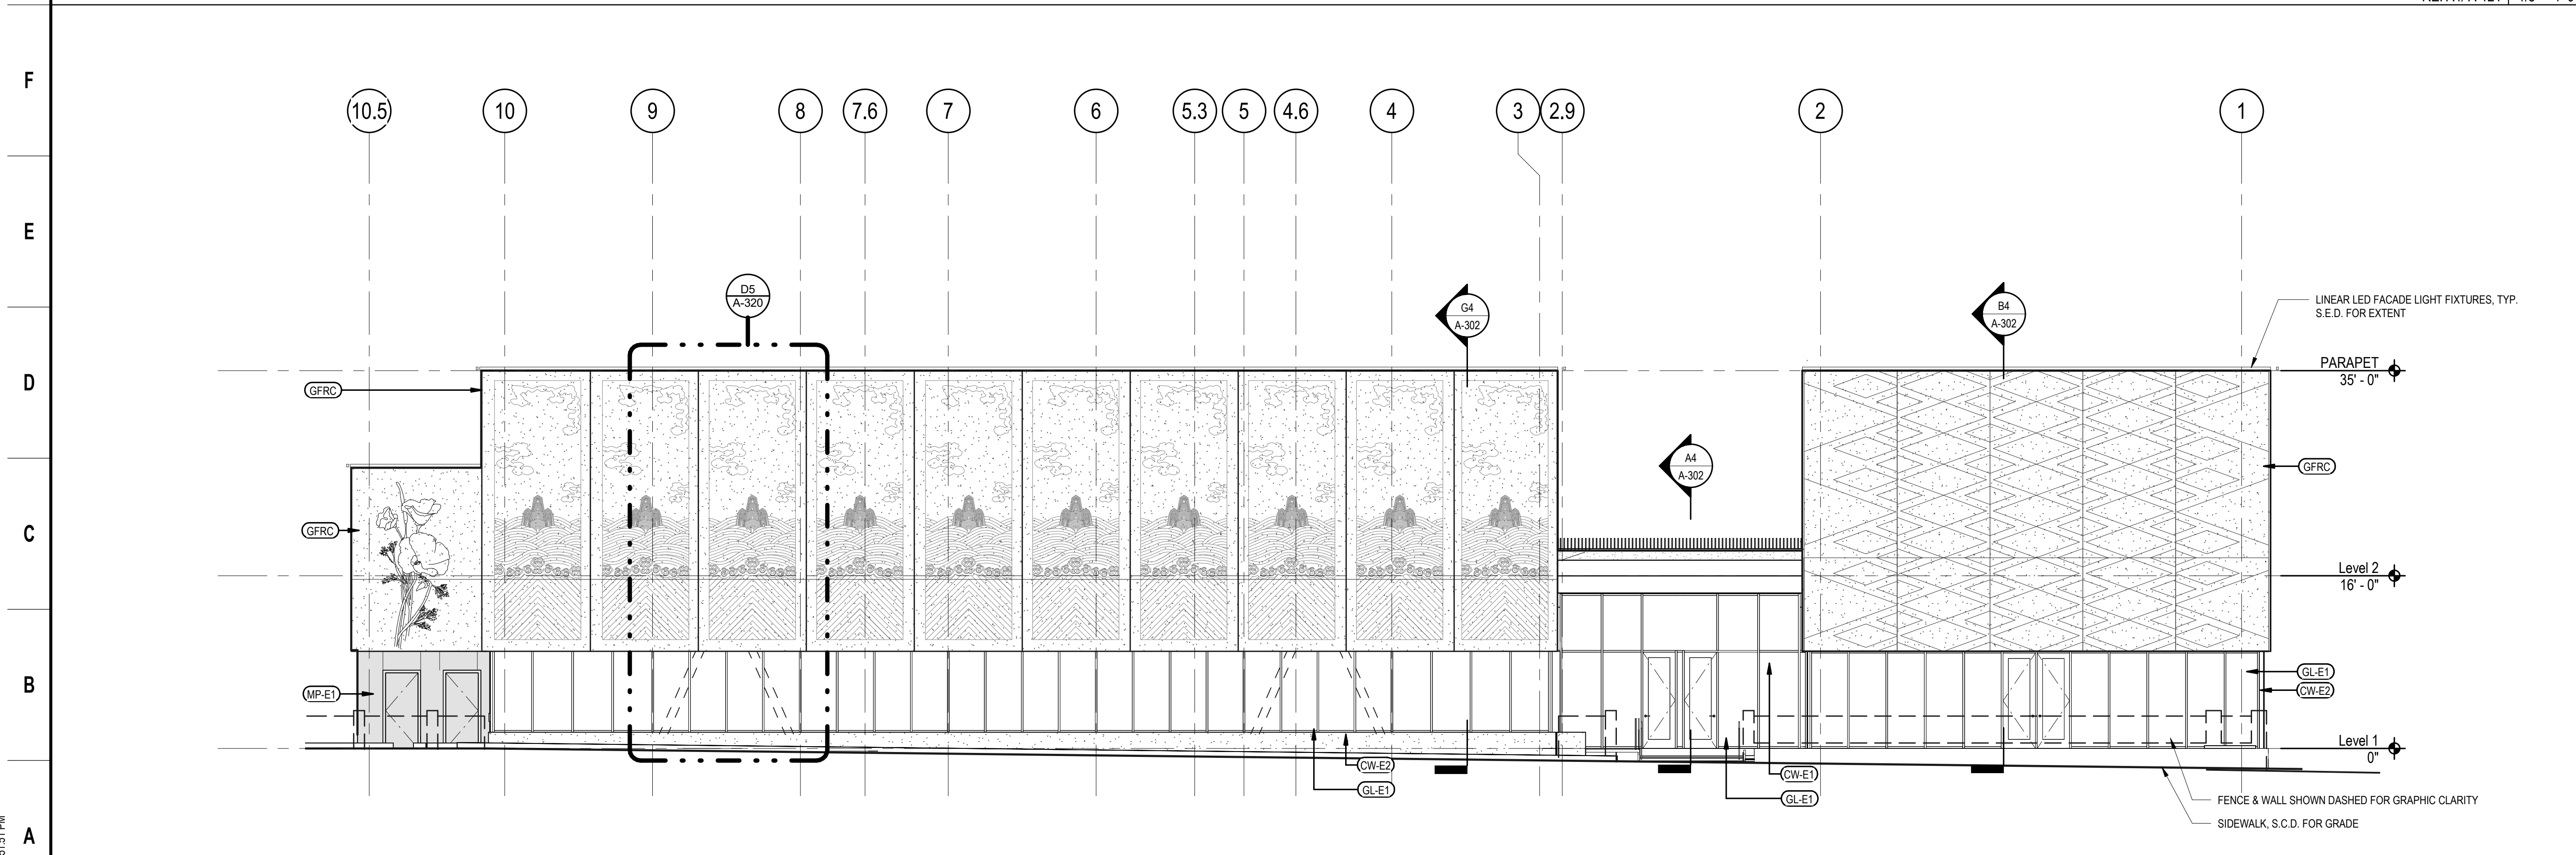 F
10.5
10
9
8
7.6
7
6
5.3
5
4.6
4
3
2.9
2
1
E
D5
A-320
G4
A-302
B4
A-302
LINEAR LED FACADE LIGHT FIXTURES, TYP.
S.E.D. FOR EXTENT
D
PARAPET
35' - 0"
GFRC
A4
A-302
GFRC
C
GFRC
Level 2
16' - 0"
B
MP-E1
GL-E1
CW-E2
Level 1
0"
CW-E2
GL-E1
CW-E1
GL-E1
FENCE & WALL SHOWN DASHED FOR GRAPHIC CLARITY
SIDEWALK, S.C.D. FOR GRADE
A